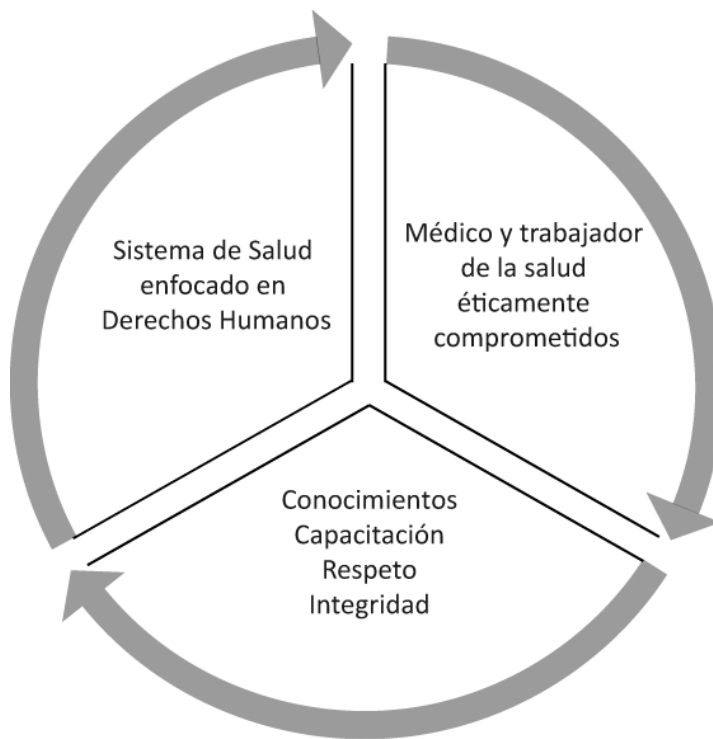 Sistema de Salud
enfocado en
Derechos Humanos
Médico y trabajador
de la salud
éticamente
comprometidos
Conocimientos
Capacitación
Respeto
Integridad